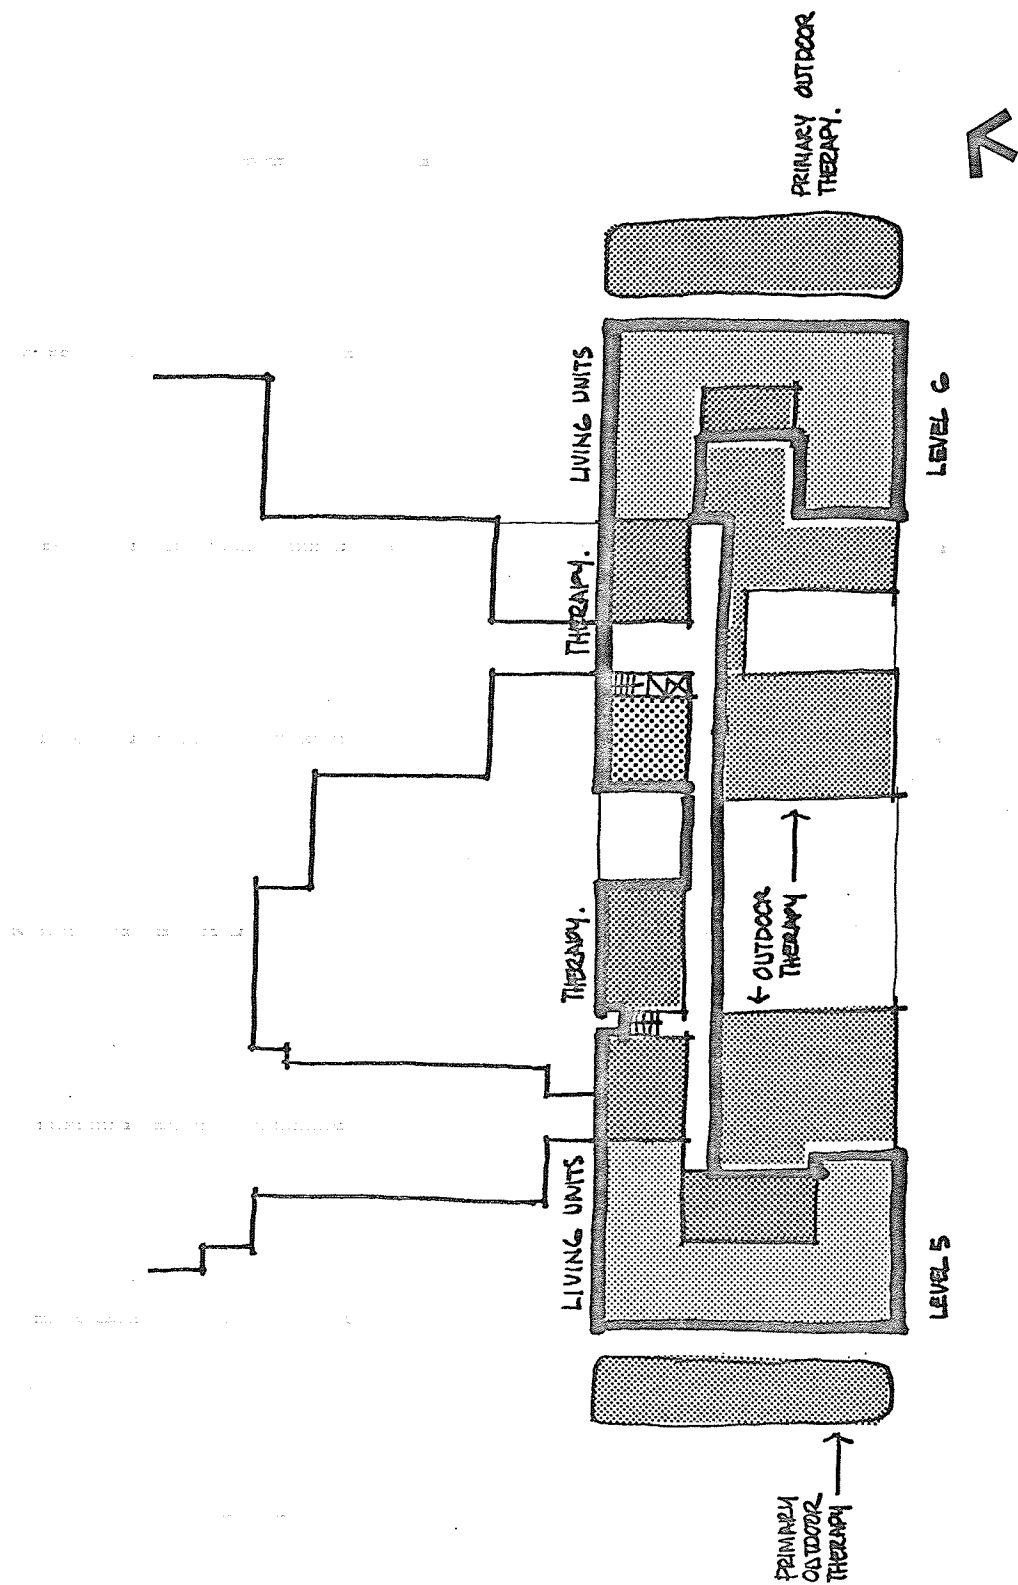 PRIMARY OUTDOOR
THERAPY.
LIVING UNITS
LEVEL 6
THERAPY.
← OUTDOOR
THERAPY →
THERAPY.
LIVING UNITS
LEVEL 5
PRIMARY
OUTDOOR
THERAPY →